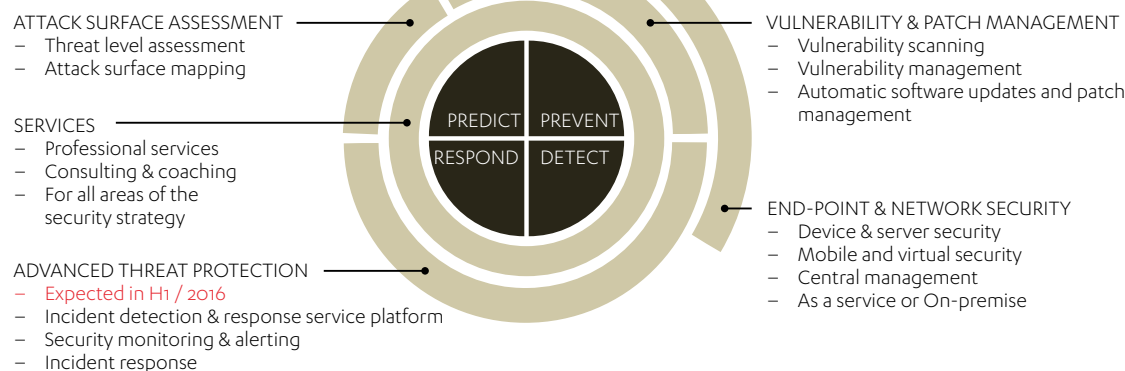 ATTACK SURFACE ASSESSMENT
– Threat level assessment
– Attack surface mapping
SERVICES
– Professional services
– Consulting & coaching
– For all areas of the
security strategy
ADVANCED THREAT PROTECTION
– Expected in H1 / 2016
– Incident detection & response service platform
– Security monitoring & alerting
– Incident response
PREDICT
PREVENT
RESPOND
DETECT
VULNERABILITY & PATCH MANAGEMENT
– Vulnerability scanning
– Vulnerability management
– Automatic software updates and patch
management
END-POINT & NETWORK SECURITY
– Device & server security
– Mobile and virtual security
– Central management
– As a service or On-premise